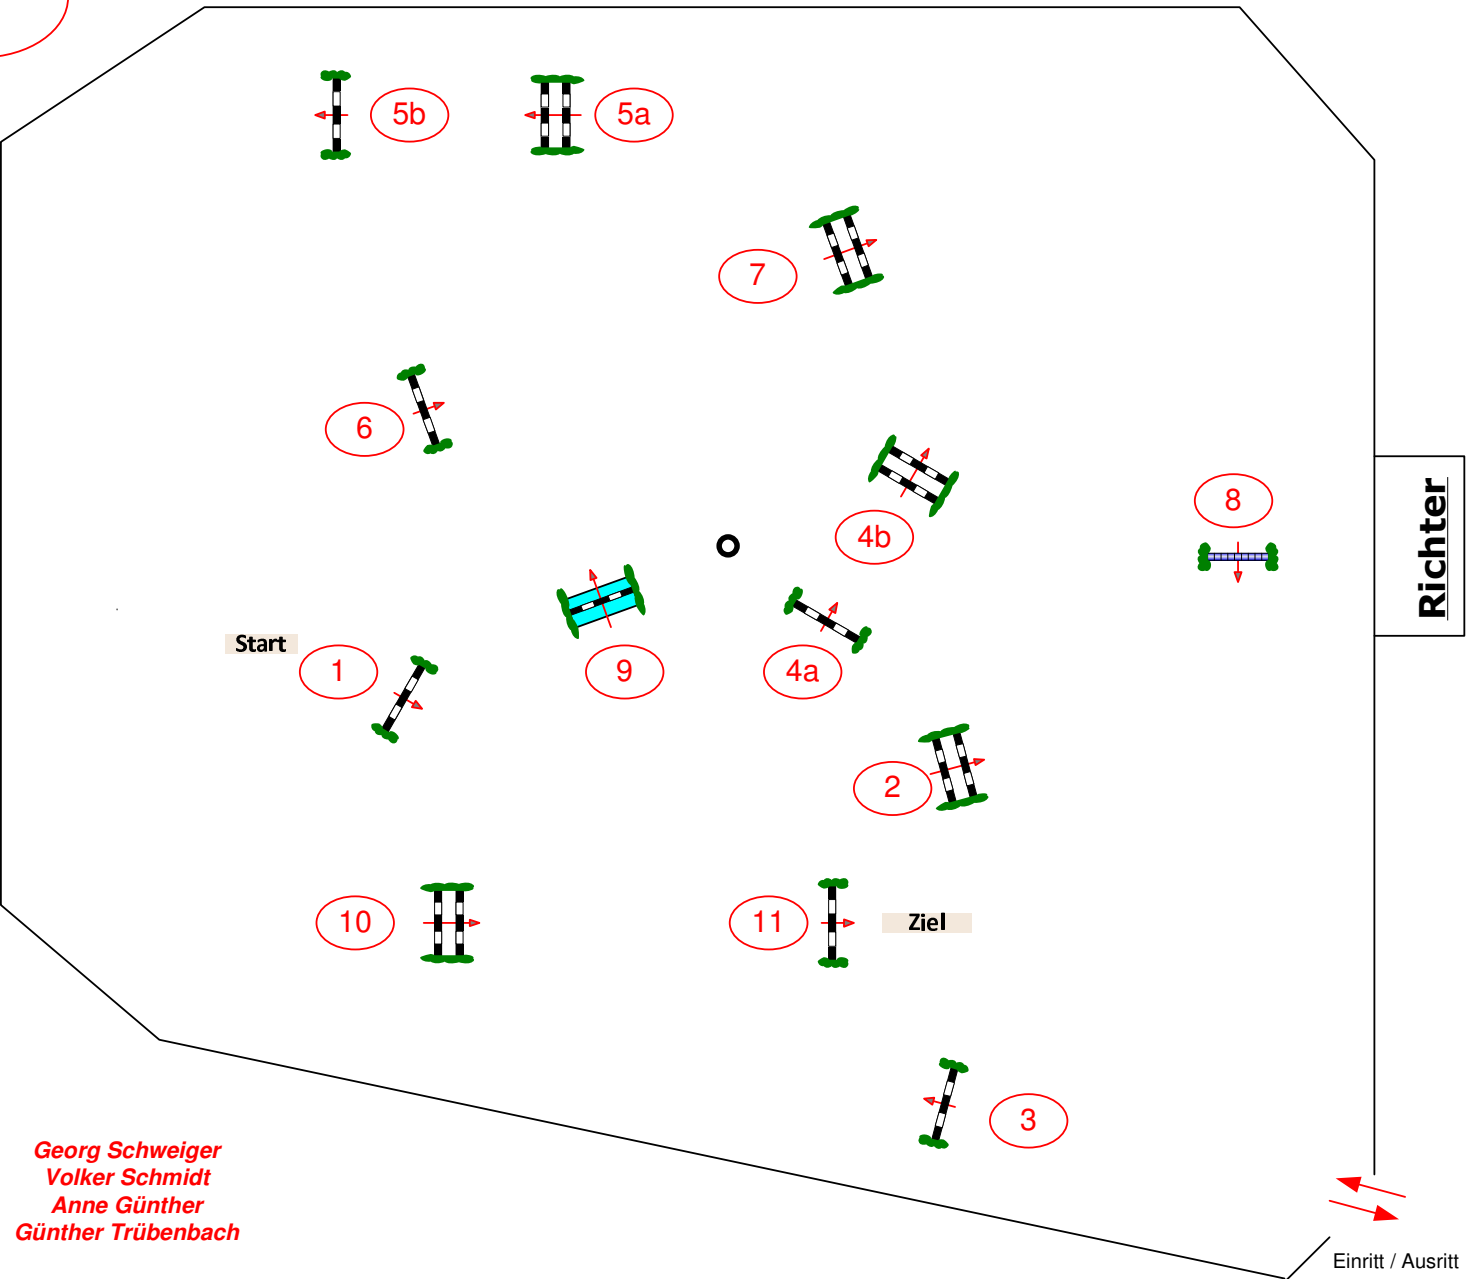 5b
5a
7
6
4b
8
Richter
Start
1
9
4a
2
10
11
Ziel
3
Georg Schweiger
Volker Schmidt
Anne Günther
Günther Trübenbach
Einritt / Ausritt